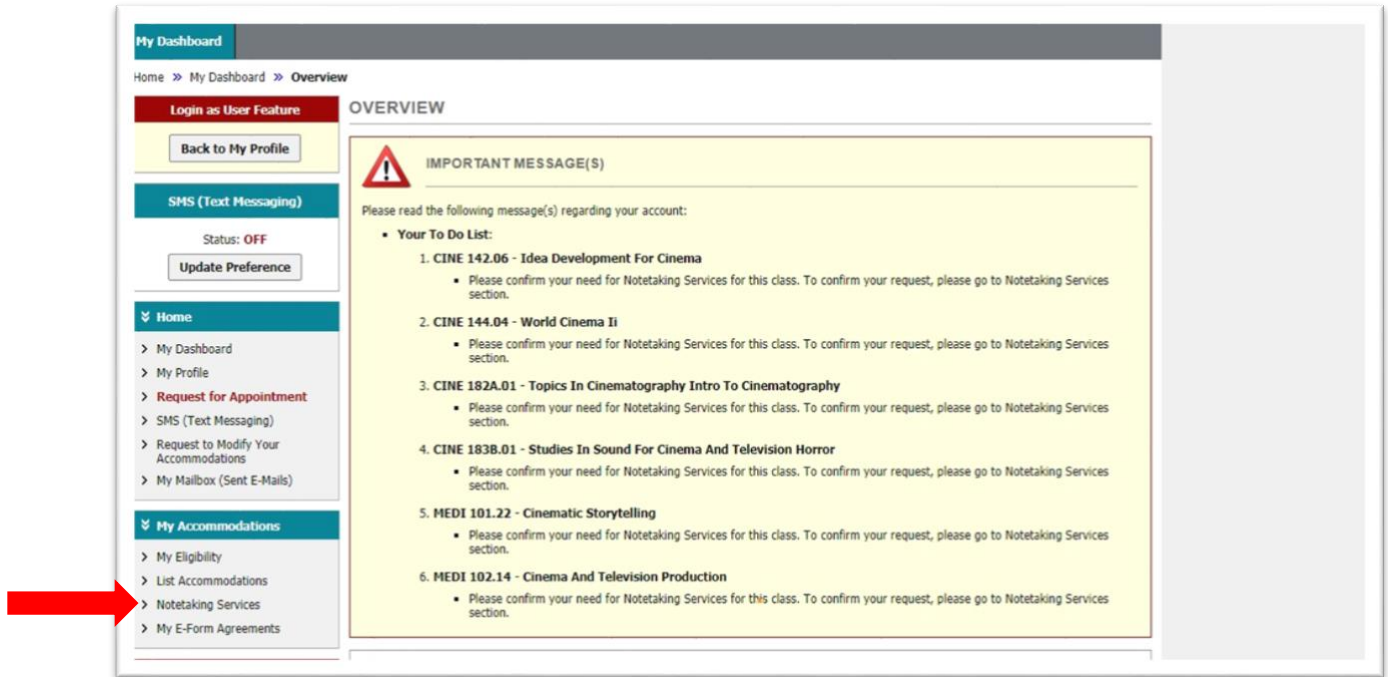 My Dashboard
Home » My Dashboard » Overview
Login as User Feature
Back to My Profile
SMS (Text Messaging)
Status: OFF
Update Preference
Home
My Dashboard
My Profile
Request for Appointment
SMS (Text Messaging)
Request to Modify Your
Accommodations
My Mailbox (Sent E-Mails)
My Accommodations
My Eligibility
List Accommodations
Notetaking Services
My E-Form Agreements
OVERVIEW
IMPORTANT MESSAGE(S)
Please read the following message(s) regarding your account:
• Your To Do List:
1. CINE 142.06 - Idea Development For Cinema
▪ Please confirm your need for Notetaking Services for this class. To confirm your request, please go to Notetaking Services
section.
2. CINE 144.04 - World Cinema Ii
▪ Please confirm your need for Notetaking Services for this class. To confirm your request, please go to Notetaking Services
section.
3. CINE 182A.01 - Topics In Cinematography Intro To Cinematography
▪ Please confirm your need for Notetaking Services for this class. To confirm your request, please go to Notetaking Services
section.
4. CINE 183B.01 - Studies In Sound For Cinema And Television Horror
▪ Please confirm your need for Notetaking Services for this class. To confirm your request, please go to Notetaking Services
section.
5. MEDI 101.22 - Cinematic Storytelling
▪ Please confirm your need for Notetaking Services for this class. To confirm your request, please go to Notetaking Services
section.
6. MEDI 102.14 - Cinema And Television Production
▪ Please confirm your need for Notetaking Services for this class. To confirm your request, please go to Notetaking Services
section.